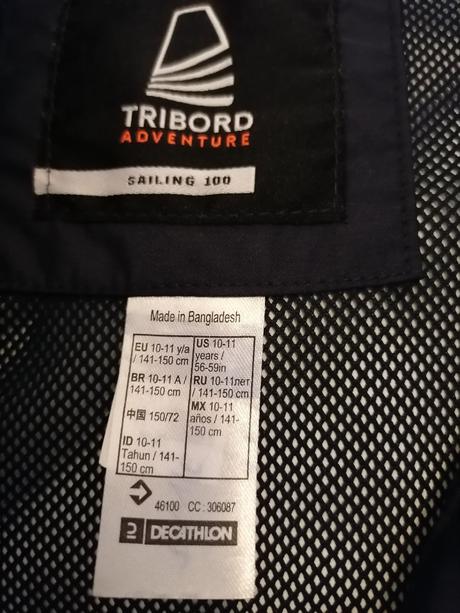 TRIBORD
ADVENTURE
SAILING 100
Made in Bangladesh
EU 10-11 y/a
/ 141-150 cm
BR 10-11 A /
141-150 cm
中国 150/72
ID 10-11
Tahun / 141-
150 cm
US 10-11
years /
56-59in
RU 10-11лет
/ 141-150 cm
MX 10-11
años / 141-
150 cm
46100 CC : 306087
2 DECATHLON